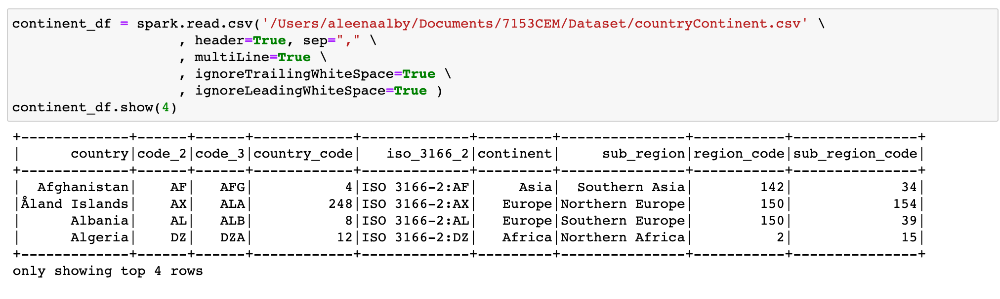 continent_df = spark.read.csv('/Users/aleenaalby/Documents/7153CEM/Dataset/countryContinent.csv' \
                    , header=True, sep="," \
                    , multiLine=True \
                    , ignoreTrailingWhiteSpace=True \
                    , ignoreLeadingWhiteSpace=True )
continent_df.show(4)
+-------------+------+------+------------+-------------+---------+---------------+-----------+---------------+
|      country|code_2|code_3|country_code|   iso_3166_2|continent|     sub_region|region_code|sub_region_code|
+-------------+------+------+------------+-------------+---------+---------------+-----------+---------------+
|  Afghanistan|    AF|   AFG|           4|ISO 3166-2:AF|     Asia|  Southern Asia|        142|             34|
|Åland Islands|    AX|   ALA|         248|ISO 3166-2:AX|   Europe|Northern Europe|        150|            154|
|      Albania|    AL|   ALB|           8|ISO 3166-2:AL|   Europe|Southern Europe|        150|             39|
|      Algeria|    DZ|   DZA|          12|ISO 3166-2:DZ|   Africa|Northern Africa|          2|             15|
+-------------+------+------+------------+-------------+---------+---------------+-----------+---------------+
only showing top 4 rows